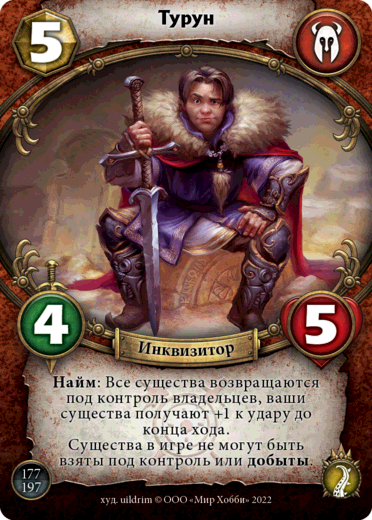 Турун
5
4
5
Инквизитор
Найм: Все существа возвращаются
под контроль владельцев, ваши
существа получают +1 к удару до
конца хода.
Существа в игре не могут быть
взяты под контроль или добыты.
177
197
худ. uildrim © ООО «Мир Хобби» 2022